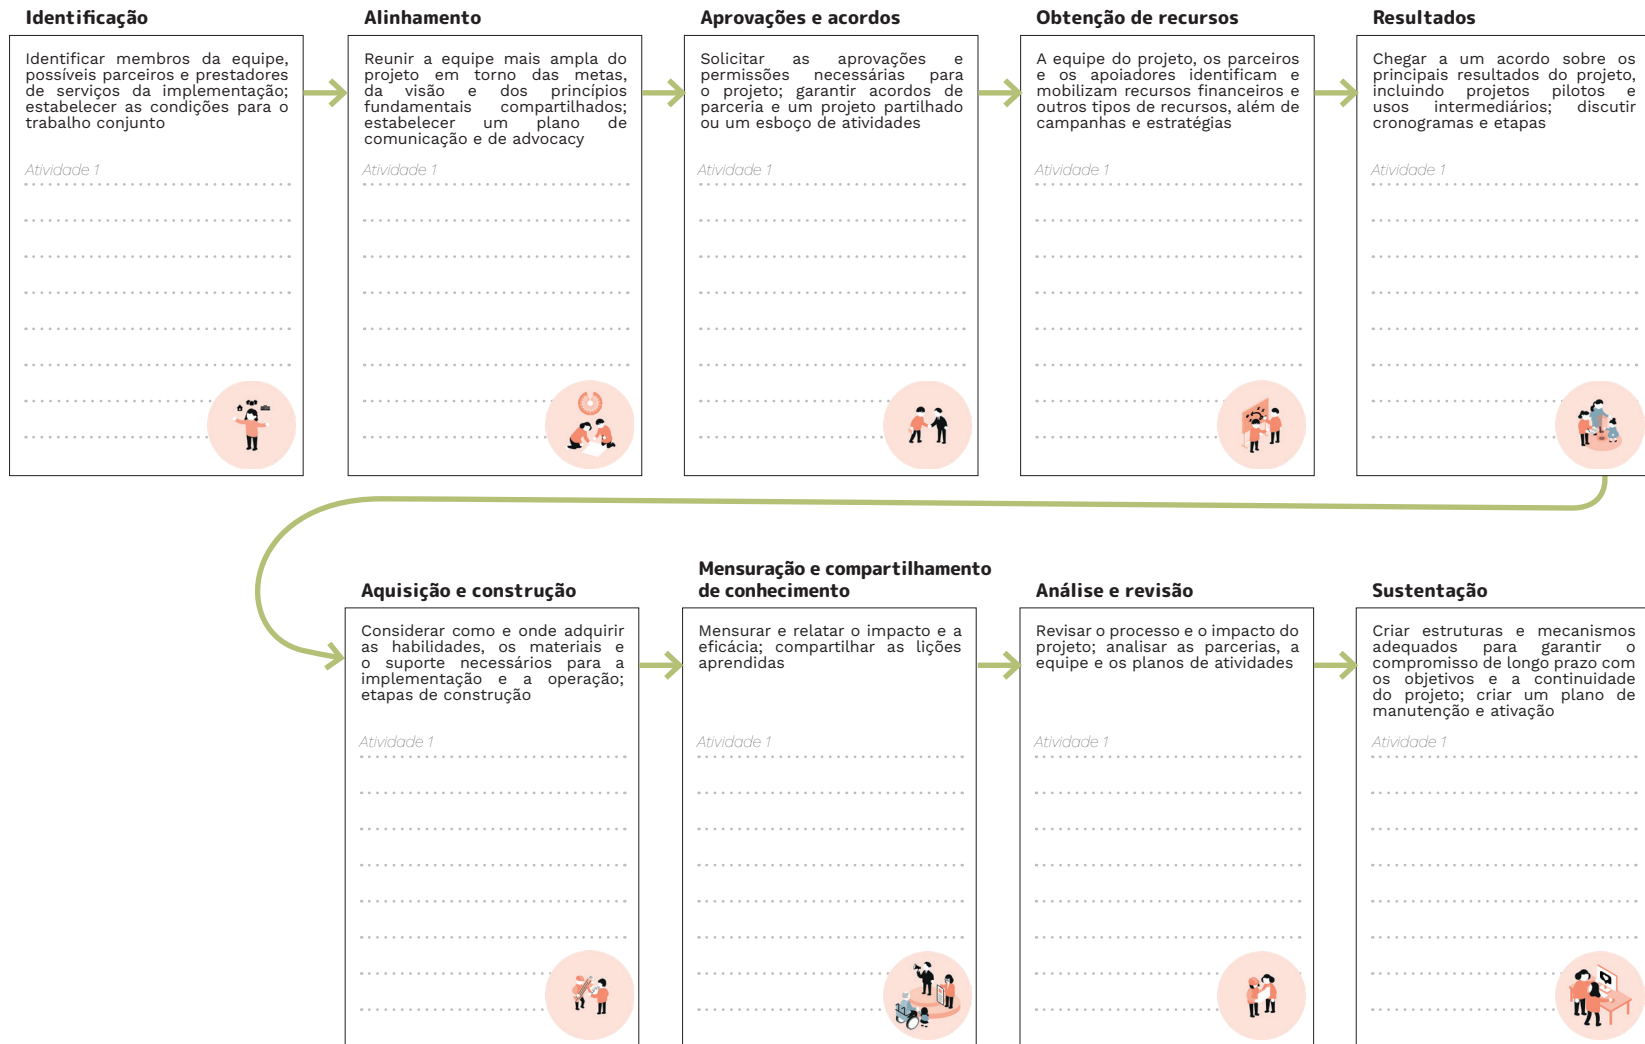 Identificação
Identificar membros da equipe,
possíveis parceiros e prestadores
de serviços da implementação;
estabelecer as condições para o
trabalho conjunto
Atividade 1
Alinhamento
Reunir a equipe mais ampla do
projeto em torno das metas,
da visão e dos princípios
fundamentais compartilhados;
estabelecer um plano de
comunicação e de advocacy
Atividade 1
Aprovações e acordos
Solicitar as aprovações e
permissões necessárias para
o projeto; garantir acordos de
parceria e um projeto partilhado
ou um esboço de atividades
Atividade 1
Obtenção de recursos
A equipe do projeto, os parceiros
e os apoiadores identificam e
mobilizam recursos financeiros e
outros tipos de recursos, além de
campanhas e estratégias
Atividade 1
Resultados
Chegar a um acordo sobre os
principais resultados do projeto,
incluindo projetos pilotos e
usos intermediários; discutir
cronogramas e etapas
Atividade 1
Aquisição e construção
Considerar como e onde adquirir
as habilidades, os materiais e
o suporte necessários para a
implementação e a operação;
etapas de construção
Atividade 1
Mensuração e compartilhamento
de conhecimento
Mensurar e relatar o impacto e a
eficácia; compartilhar as lições
aprendidas
Atividade 1
Análise e revisão
Revisar o processo e o impacto do
projeto; analisar as parcerias, a
equipe e os planos de atividades
Atividade 1
Sustentação
Criar estruturas e mecanismos
adequados para garantir o
compromisso de longo prazo com
os objetivos e a continuidade
do projeto; criar um plano de
manutenção e ativação
Atividade 1